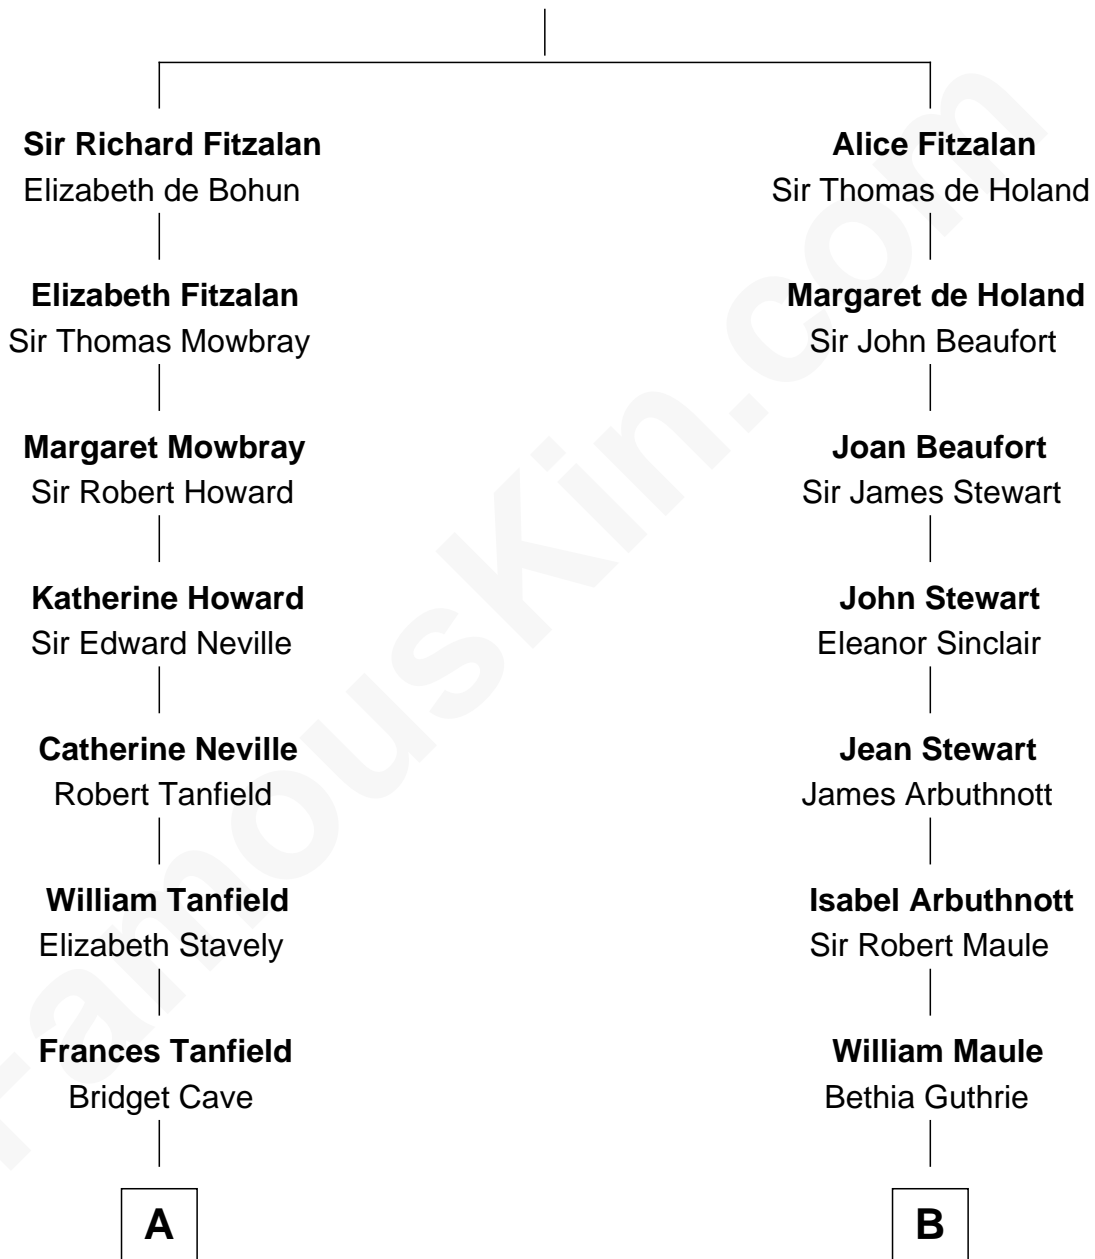 Sir Richard Fitzalan
Elizabeth de Bohun
Elizabeth Fitzalan
Sir Thomas Mowbray
Margaret Mowbray
Sir Robert Howard
Katherine Howard
Sir Edward Neville
Catherine Neville
Robert Tanfield
William Tanfield
Elizabeth Stavely
Frances Tanfield
Bridget Cave
A
Alice Fitzalan
Sir Thomas de Holand
Margaret de Holand
Sir John Beaufort
Joan Beaufort
Sir James Stewart
John Stewart
Eleanor Sinclair
Jean Stewart
James Arbuthnott
Isabel Arbuthnott
Sir Robert Maule
William Maule
Bethia Guthrie
B
FamousKin.com